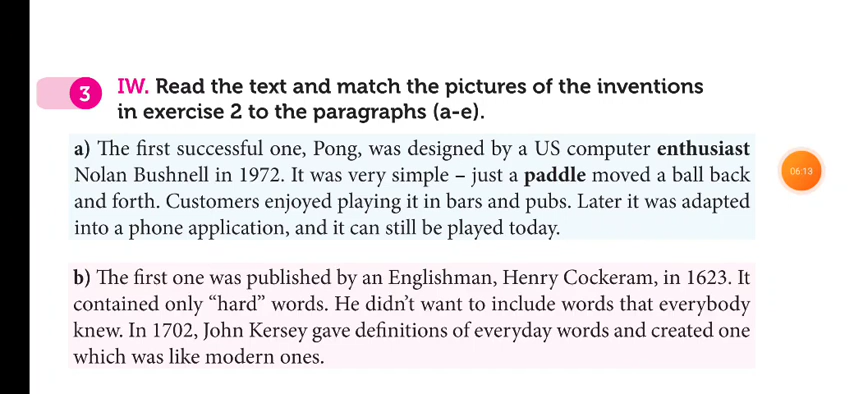 3
IW. Read the text and match the pictures of the inventions
in exercise 2 to the paragraphs (a-e).
a) The first successful one, Pong, was designed by a US computer enthusiast
Nolan Bushnell in 1972. It was very simple – just a paddle moved a ball back
and forth. Customers enjoyed playing it in bars and pubs. Later it was adapted
into a phone application, and it can still be played today.
06:13
b) The first one was published by an Englishman, Henry Cockeram, in 1623. It
contained only “hard” words. He didn’t want to include words that everybody
knew. In 1702, John Kersey gave definitions of everyday words and created one
which was like modern ones.